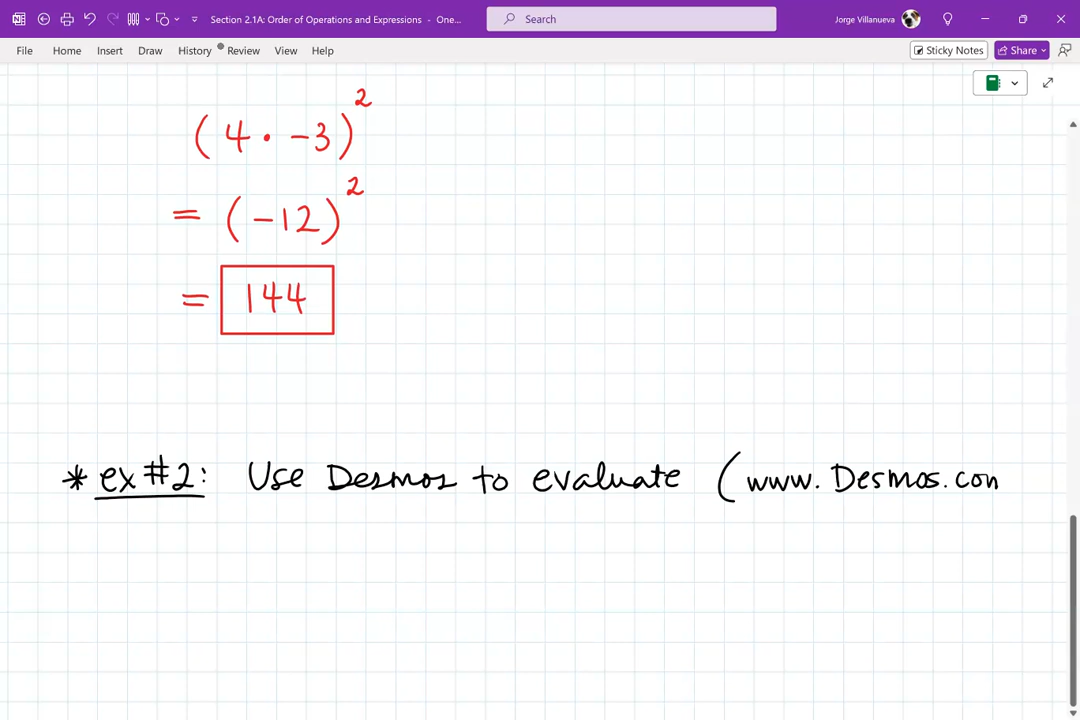 Section 2.1A: Order of Operations and Expressions - One...
Search
Jorge Villanueva
File Home Insert Draw History Review View Help
Sticky Notes Share
(4 · -3)²
= (-12)²
= 144
* ex #2: Use Desmos to evaluate (www.Desmos.con